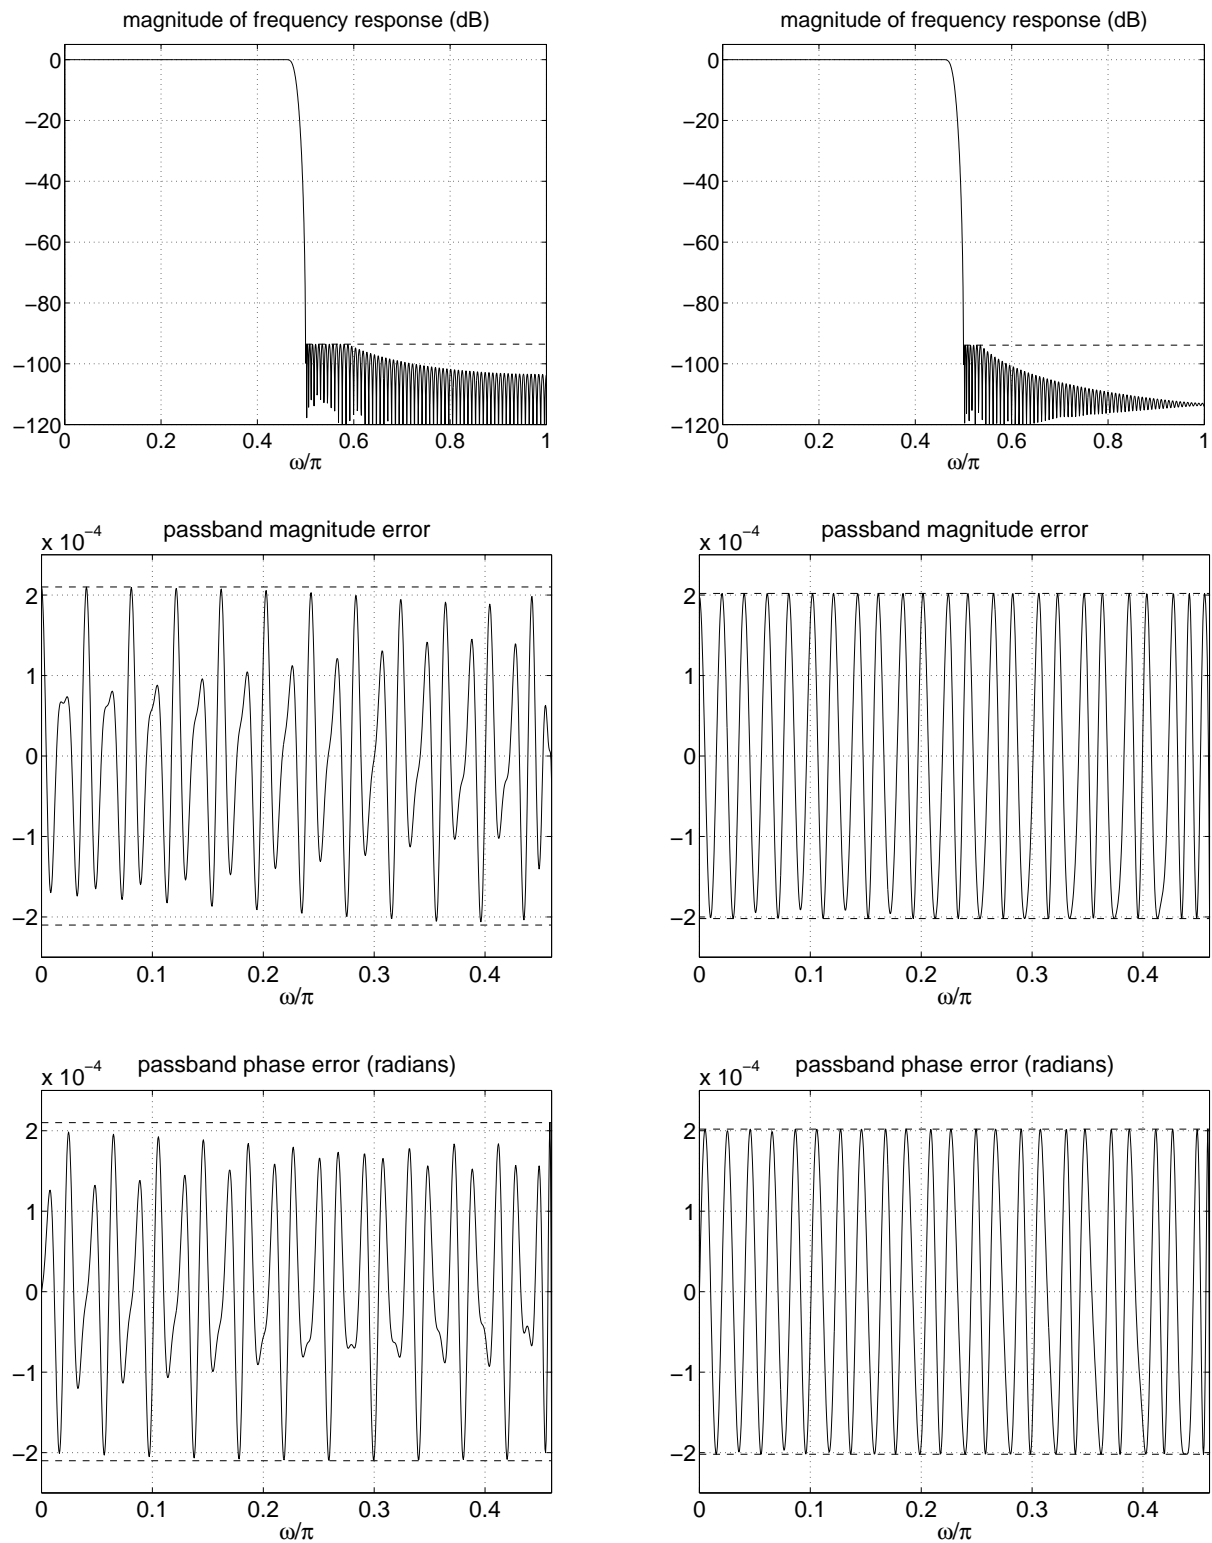 magnitude of frequency response (dB)
0
−20
−40
−60
−80
−100
−120
0 0.2 0.4 0.6 0.8 1
ω/π
magnitude of frequency response (dB)
0
−20
−40
−60
−80
−100
−120
0 0.2 0.4 0.6 0.8 1
ω/π
passband magnitude error
x 10−4
2
1
0
−1
−2
0 0.1 0.2 0.3 0.4
ω/π
passband magnitude error
x 10−4
2
1
0
−1
−2
0 0.1 0.2 0.3 0.4
ω/π
passband phase error (radians)
x 10−4
2
1
0
−1
−2
0 0.1 0.2 0.3 0.4
ω/π
passband phase error (radians)
x 10−4
2
1
0
−1
−2
0 0.1 0.2 0.3 0.4
ω/π